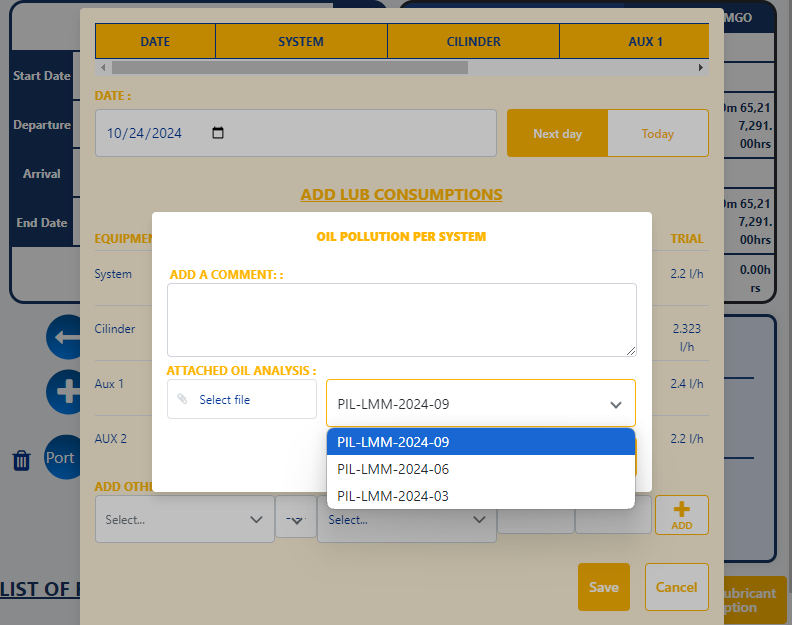 MGO
DATE SYSTEM CILINDER AUX 1
Start Date
DATE :
0m 65,21
7,291.
00hrs
Departure
10/24/2024 Next day Today
Arrival
ADD LUB CONSUMPTIONS
0m 65,21
7,291.
00hrs
End Date
OIL POLLUTION PER SYSTEM
TRIAL
ADD A COMMENT: :
System
2.2 l/h
0.00h
rs
Cilinder
2.323
l/h
ATTACHED OIL ANALYSIS :
Aux 1
2.4 l/h
Select file
PIL-LMM-2024-09
AUX 2
2.2 l/h
PIL-LMM-2024-09
Port
PIL-LMM-2024-06
ADD
PIL-LMM-2024-03
Select... Select...
ADD
LIST OF
Save Cancel